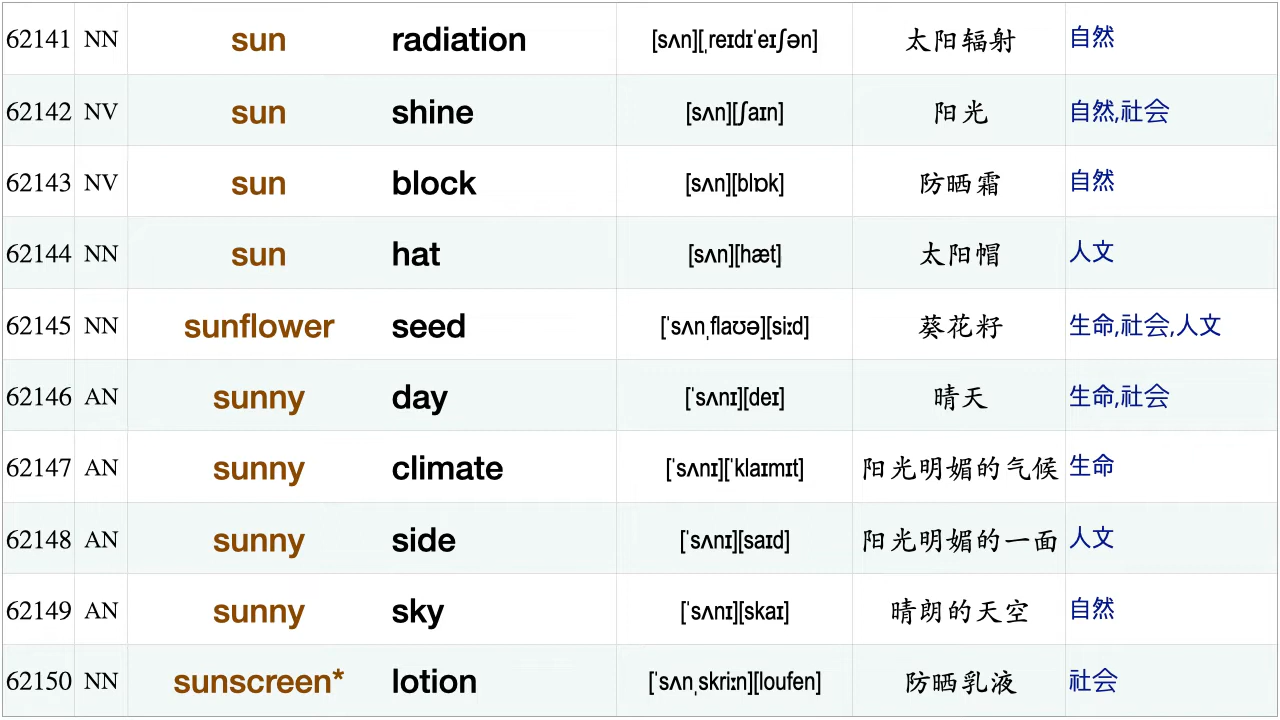 62141 NN sun radiation [sʌn][ˌreɪdɪˈeɪʃən] 太阳辐射 自然
62142 NV sun shine [sʌn][ʃaɪn] 阳光 自然,社会
62143 NV sun block [sʌn][blɒk] 防晒霜 自然
62144 NN sun hat [sʌn][hæt] 太阳帽 人文
62145 NN sunflower seed [ˈsʌnˌflaʊə][siːd] 葵花籽 生命,社会,人文
62146 AN sunny day [ˈsʌnɪ][deɪ] 晴天 生命,社会
62147 AN sunny climate [ˈsʌnɪ][ˈklaɪmɪt] 阳光明媚的气候 生命
62148 AN sunny side [ˈsʌnɪ][saɪd] 阳光明媚的一面 人文
62149 AN sunny sky [ˈsʌnɪ][skaɪ] 晴朗的天空 自然
62150 NN sunscreen* lotion [ˈsʌnˌskriːn][loufen] 防晒乳液 社会